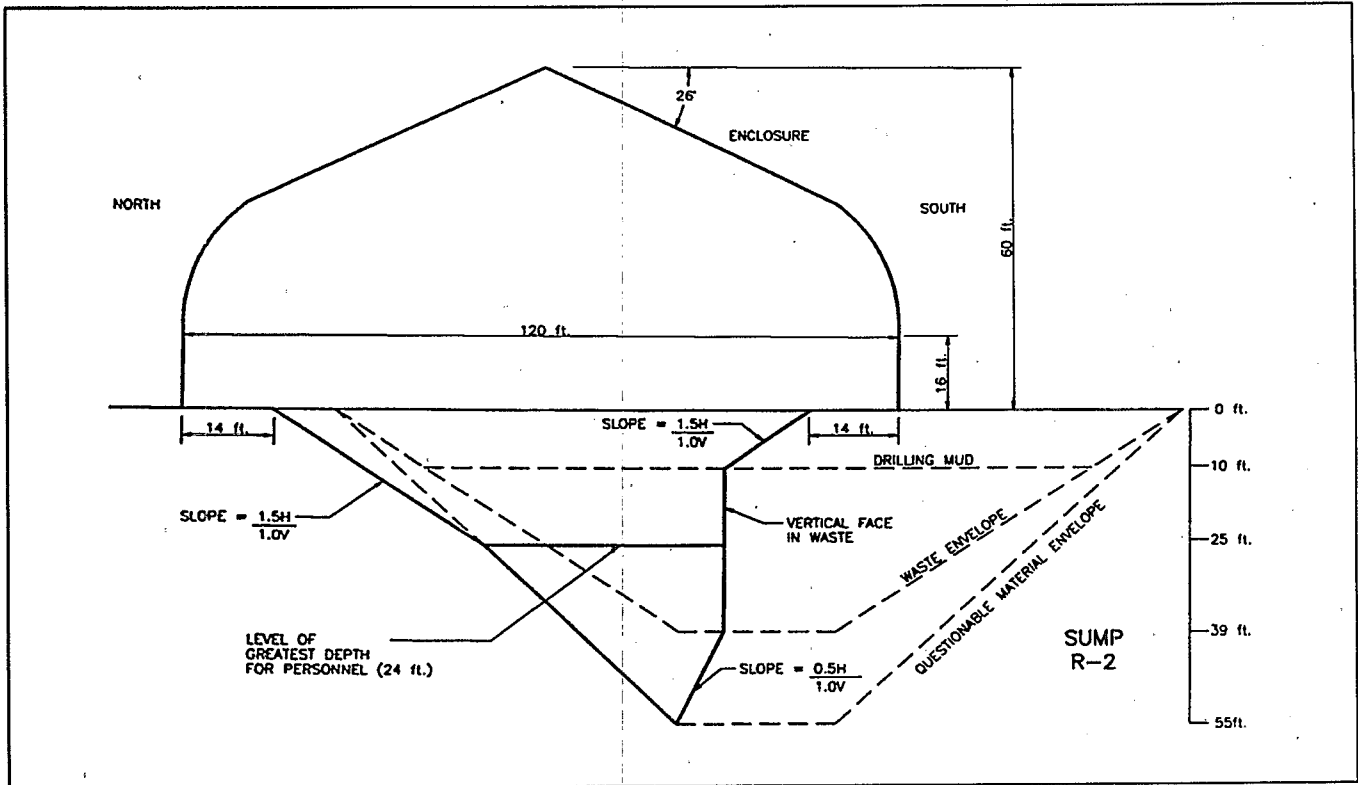 26°
ENCLOSURE
NORTH
SOUTH
60 ft.
120 ft.
16 ft.
0 ft.
14 ft.
SLOPE = 1.5H
1.0V
14 ft.
DRILLING MUD
10 ft.
SLOPE = 1.5H
1.0V
VERTICAL FACE
IN WASTE
25 ft.
WASTE ENVELOPE
QUESTIONABLE MATERIAL ENVELOPE
LEVEL OF
GREATEST DEPTH
FOR PERSONNEL (24 ft.)
39 ft.
SUMP
R-2
SLOPE = 0.5H
1.0V
55ft.